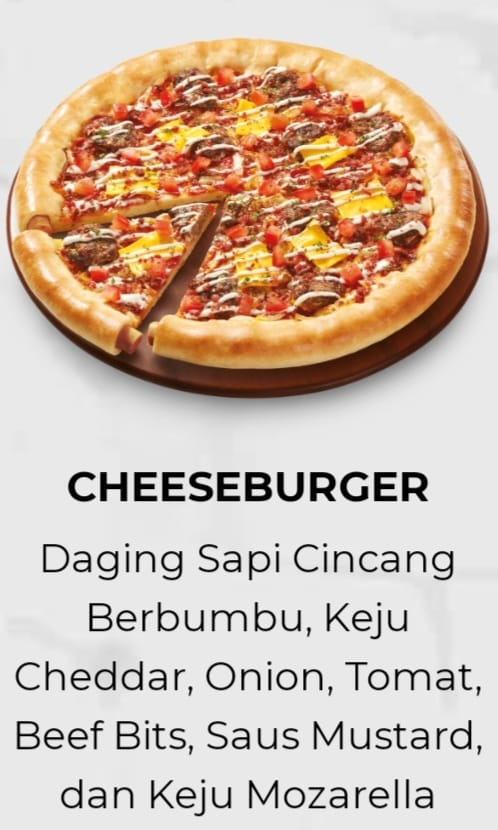 CHEESEBURGER
Daging Sapi Cincang
Berbumbu, Keju
Cheddar, Onion, Tomat,
Beef Bits, Saus Mustard,
dan Keju Mozarella